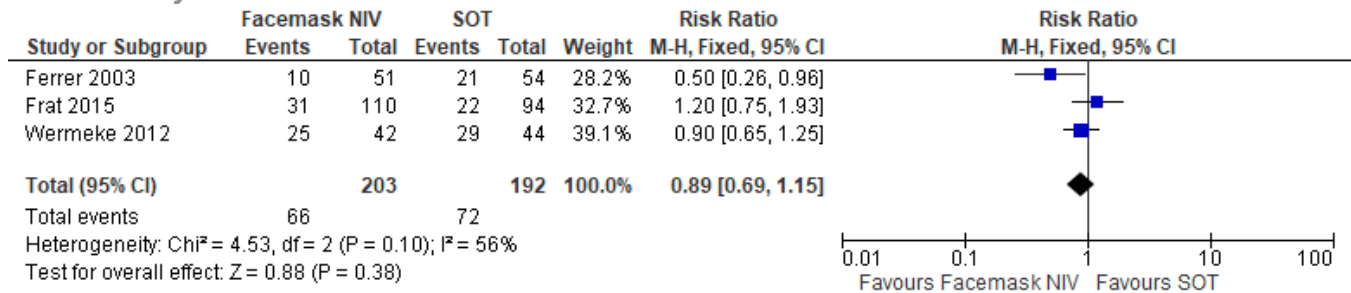 Facemask NIV SOT Risk Ratio Risk Ratio
Study or Subgroup Events Total Events Total Weight M-H, Fixed, 95% CI M-H, Fixed, 95% CI
Ferrer 2003 10 51 21 54 28.2% 0.50 [0.26, 0.96]
Frat 2015 31 110 22 94 32.7% 1.20 [0.75, 1.93]
Wermeke 2012 25 42 29 44 39.1% 0.90 [0.65, 1.25]
Total (95% CI) 203 192 100.0% 0.89 [0.69, 1.15]
Total events 66 72
Heterogeneity: Chi² = 4.53, df = 2 (P = 0.10); I² = 56%
Test for overall effect: Z = 0.88 (P = 0.38)
0.01 0.1 1 10 100
Favours Facemask NIV Favours SOT